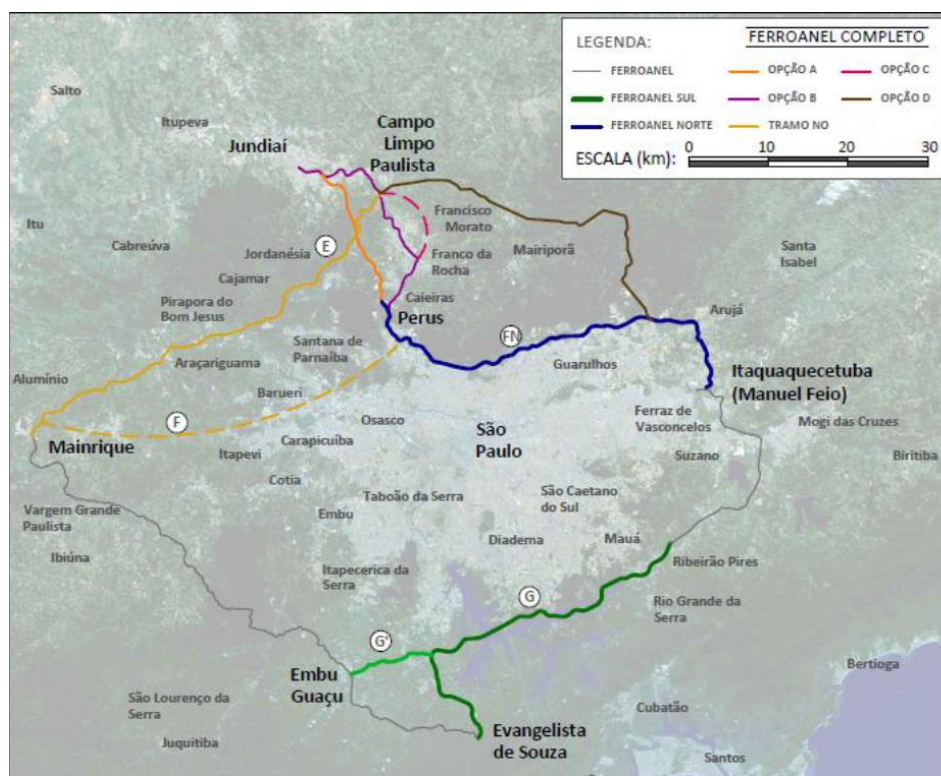 LEGENDA:
FERROANEL COMPLETO
FERROANEL
OPÇÃO A
OPÇÃO C
FERROANEL SUL
OPÇÃO B
OPÇÃO D
FERROANEL NORTE
TRAMO NO
ESCALA (km):
0
10
20
30
Salto
Itupeva
Jundiaí
Campo
Limpo
Paulista
Itu
Cabreúva
Jordanésia
E
Francisco
Morato
Mairiporã
Santa
Isabel
Cajamar
Franco da
Rocha
Pirapora do
Bom Jesus
Caieiras
Perus
Arujá
FN
Santana de
Parnaíba
Araçariguama
Guarulhos
Alumínio
Barueri
Itaquaquecetuba
(Manuel Feio)
F
Osasco
São
Paulo
Ferraz de
Vasconcelos
Mogi das Cruzes
Mainrique
Carapicuíba
Itapevi
Suzano
Biritiba
Cotia
Taboão da Serra
São Caetano
do Sul
Vargem Grande
Paulista
Embu
Diadema
Mauá
Ibiúna
Ribeirão Pires
Itapecerica da
Serra
G
Rio Grande da
Serra
G'
Embu
Guaçu
Bertioga
São Lourenço da
Serra
Cubatão
Juquitiba
Evangelista
de Souza
Santos